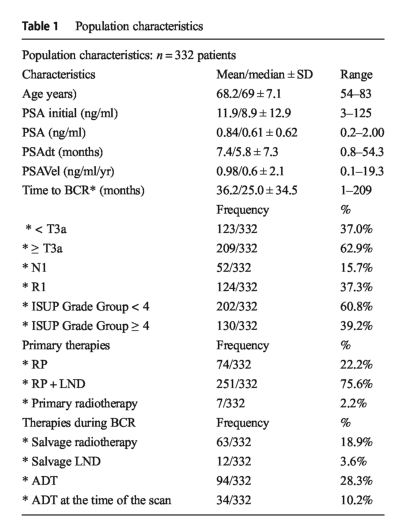 Table 1 Population characteristics
Population characteristics: n = 332 patients
Characteristics Mean/median ± SD Range
Age years) 68.2/69 ± 7.1 54–83
PSA initial (ng/ml) 11.9/8.9 ± 12.9 3–125
PSA (ng/ml) 0.84/0.61 ± 0.62 0.2–2.00
PSAdt (months) 7.4/5.8 ± 7.3 0.8–54.3
PSAVel (ng/ml/yr) 0.98/0.6 ± 2.1 0.1–19.3
Time to BCR* (months) 36.2/25.0 ± 34.5 1–209
Frequency %
* < T3a 123/332 37.0%
* ≥ T3a 209/332 62.9%
* N1 52/332 15.7%
* R1 124/332 37.3%
* ISUP Grade Group < 4 202/332 60.8%
* ISUP Grade Group ≥ 4 130/332 39.2%
Primary therapies Frequency %
* RP 74/332 22.2%
* RP + LND 251/332 75.6%
* Primary radiotherapy 7/332 2.2%
Therapies during BCR Frequency %
* Salvage radiotherapy 63/332 18.9%
* Salvage LND 12/332 3.6%
* ADT 94/332 28.3%
* ADT at the time of the scan 34/332 10.2%